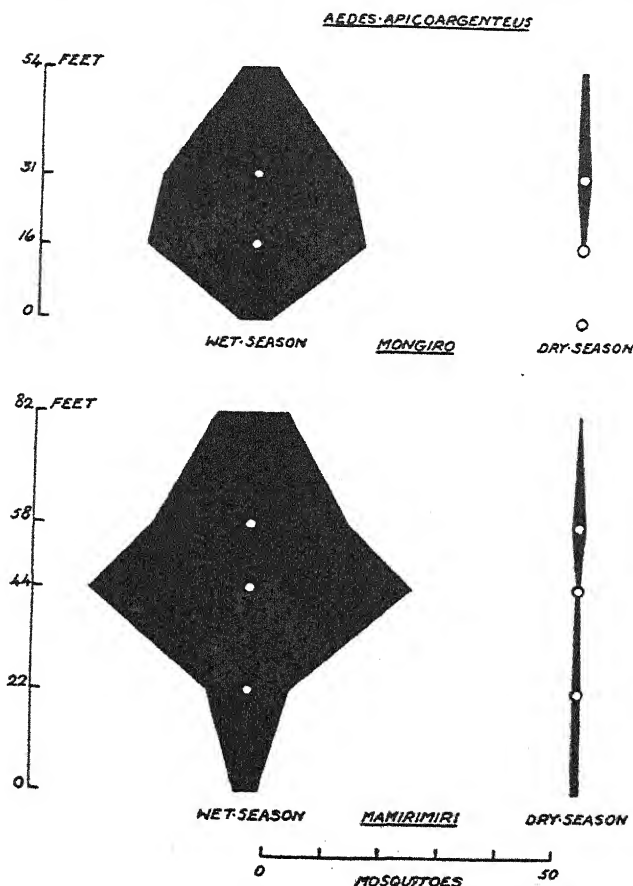 AEDES·APICOARGENTEUS
54 FEET
31
16
0
WET·SEASON MONGIRO DRY·SEASON
82 FEET
58
44
22
0
WET·SEASON MAMIRIMIRI DRY·SEASON
0 50
MOSQUITOES